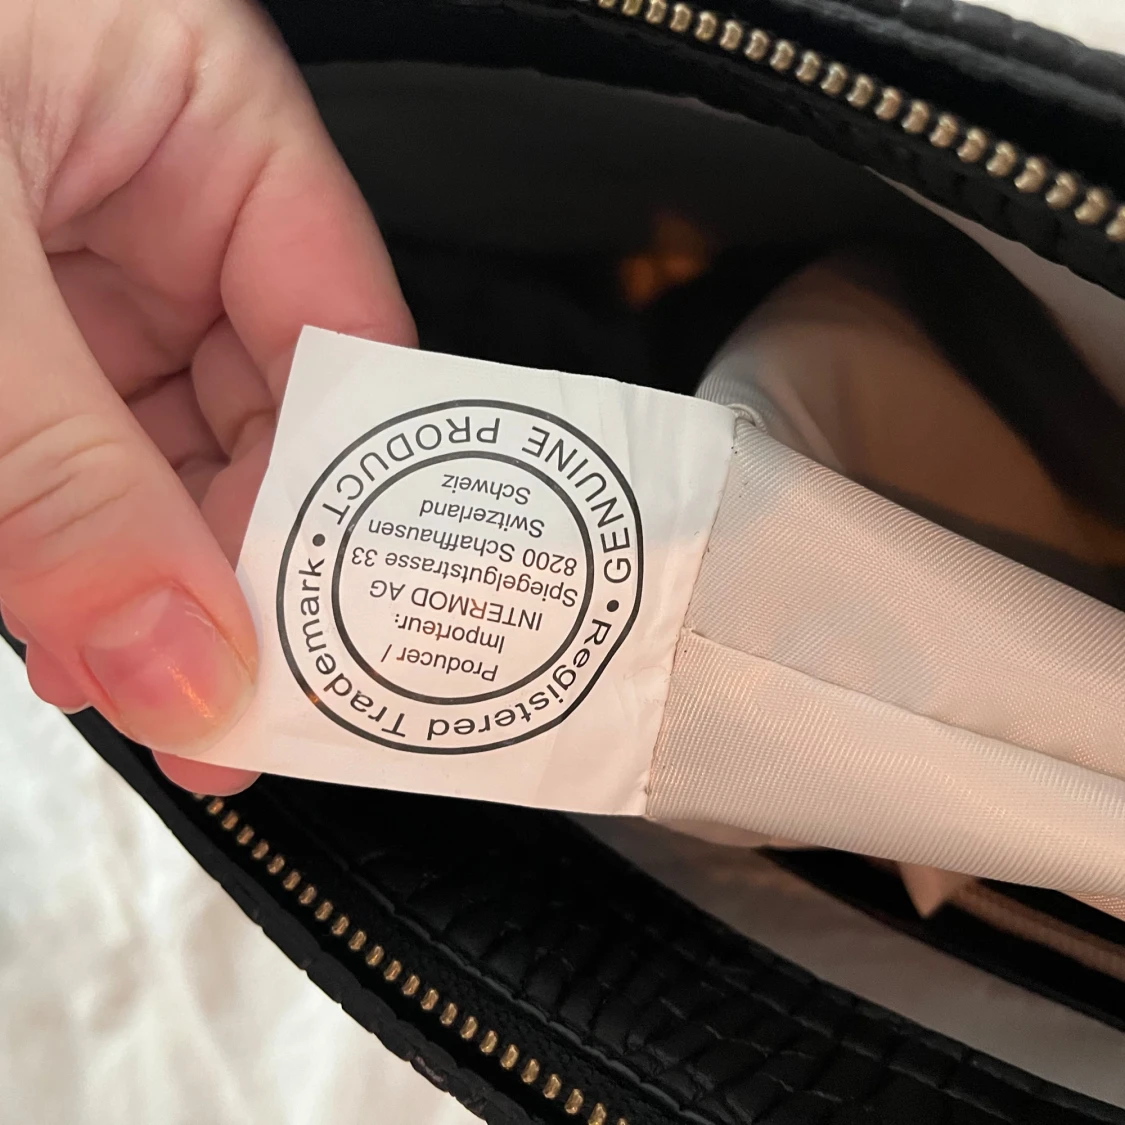 GENUINE PRODUCT
• Registered Trademark •
Producer /
Importeur:
INTERMOD AG
Spiegelgutstrasse 33
8200 Schaffhausen
Switzerland
Schweiz